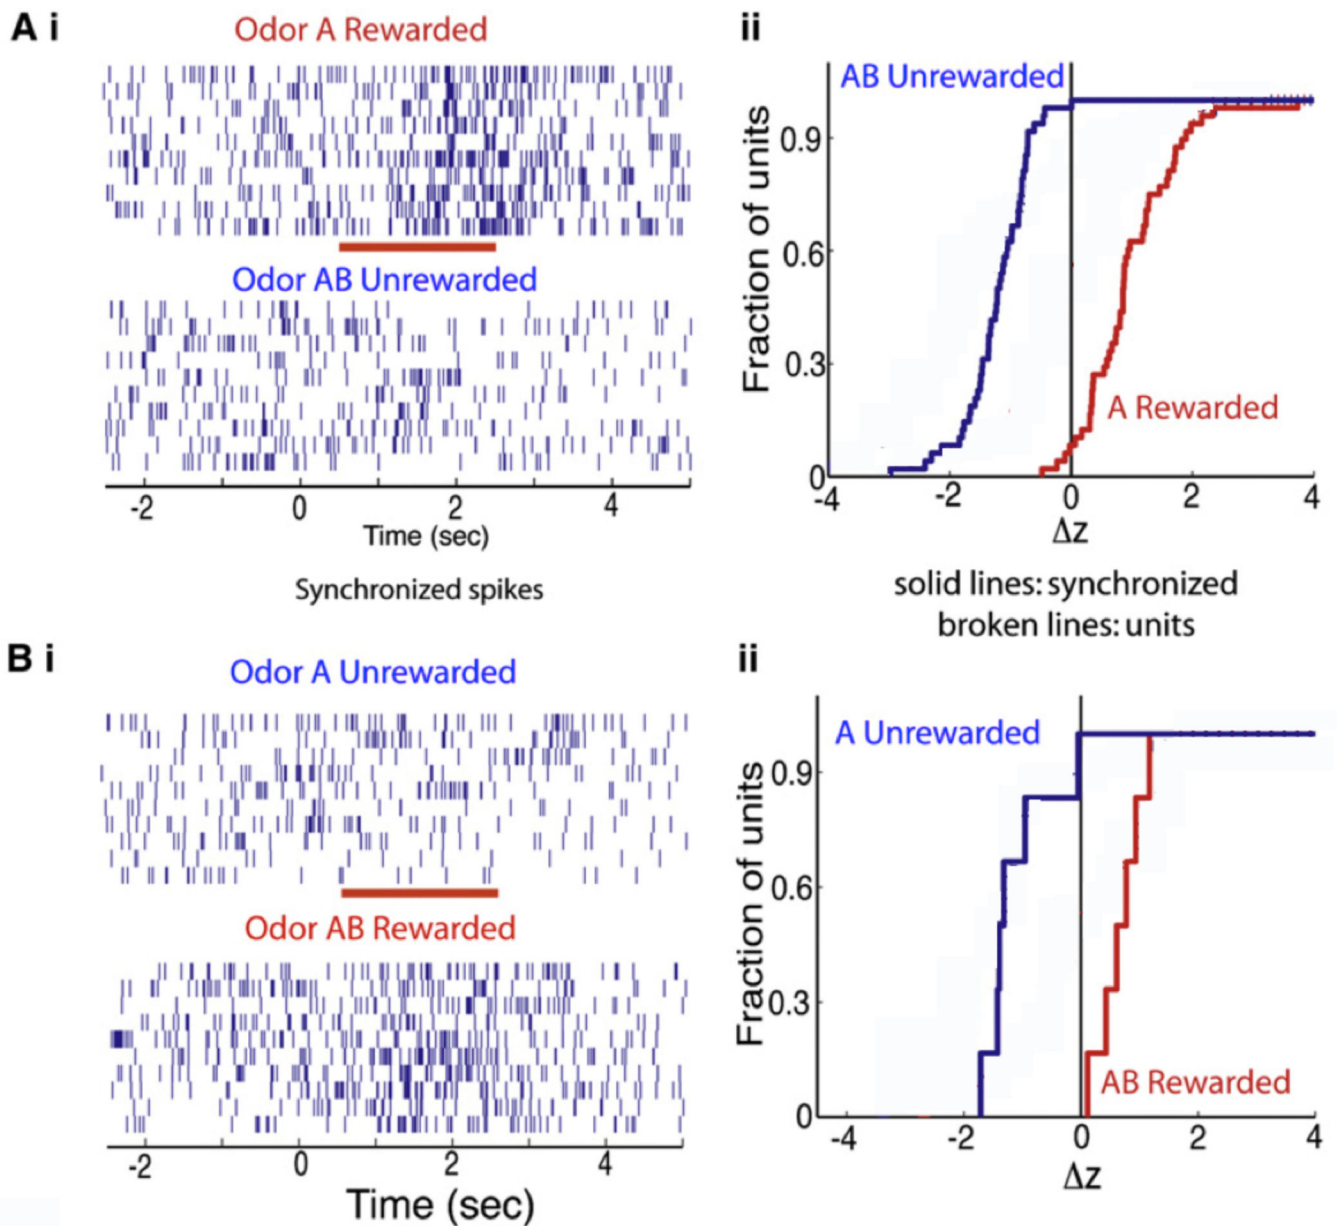 A i
Odor A Rewarded
Odor AB Unrewarded
-2 0 2 4
Time (sec)
Synchronized spikes
ii
AB Unrewarded
A Rewarded
Fraction of units
0.9
0.6
0.3
0
-4 -2 0 2 4
Δz
solid lines: synchronized
broken lines: units
B i
Odor A Unrewarded
Odor AB Rewarded
-2 0 2 4
Time (sec)
ii
A Unrewarded
AB Rewarded
Fraction of units
0.9
0.6
0.3
0
-4 -2 0 2 4
Δz